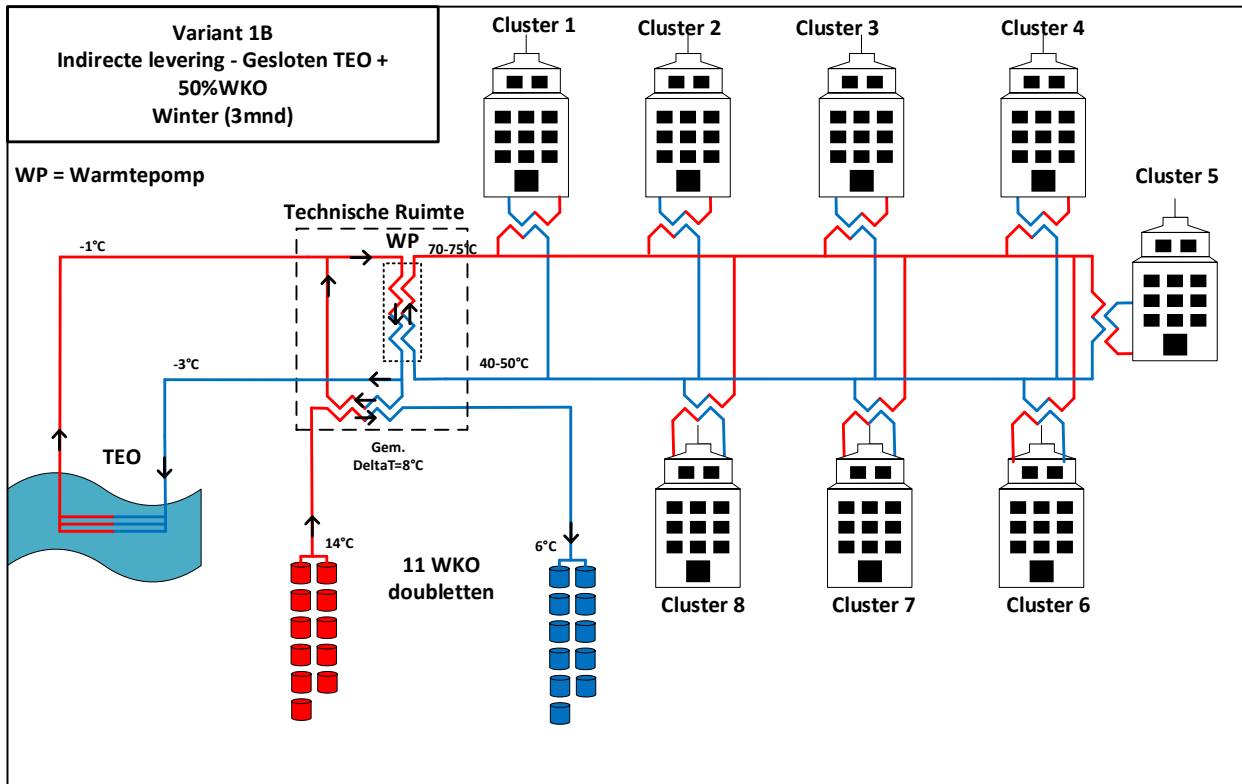 Variant 1B
Indirecte levering - Gesloten TEO +
50%WKO
Winter (3mnd)
WP = Warmtepomp
Cluster 1
Cluster 2
Cluster 3
Cluster 4
Cluster 5
Technische Ruimte
WP
-1°C
70-75°C
-3°C
40-50°C
Gem.
DeltaT=8°C
TEO
14°C
11 WKO
doubletten
6°C
Cluster 8
Cluster 7
Cluster 6